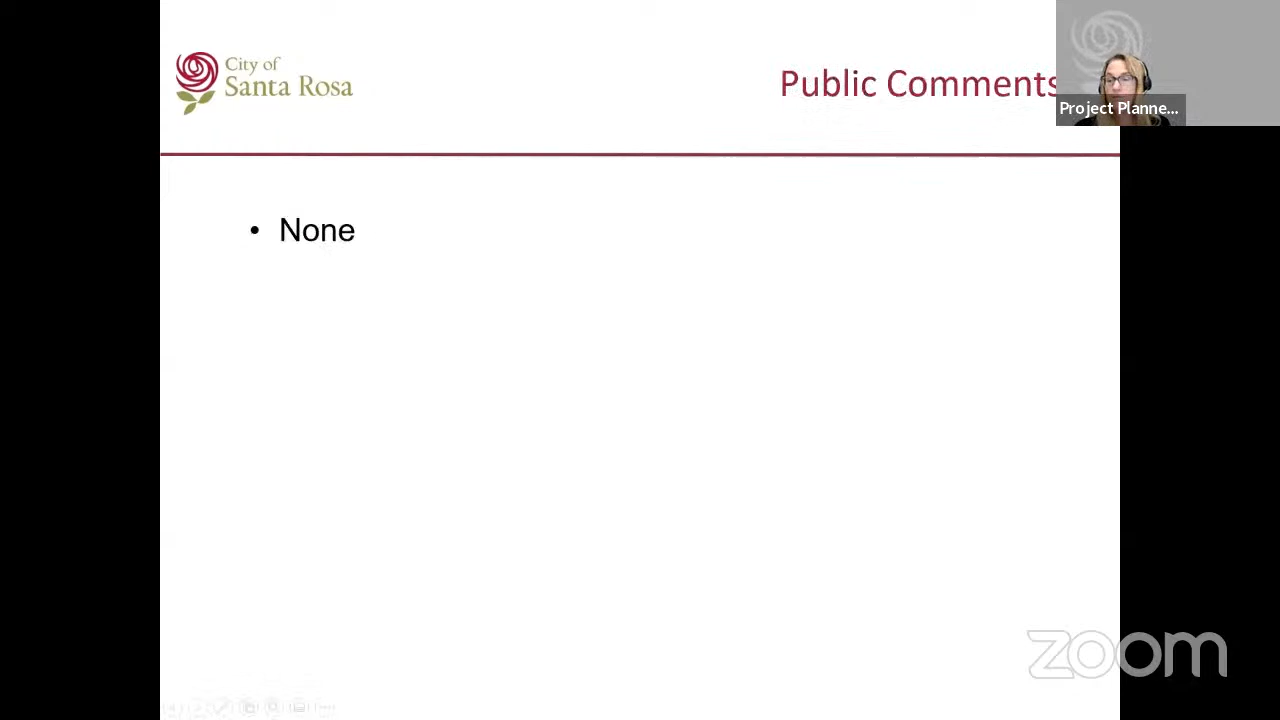 City of
Santa Rosa
Public Comments
Project Planne...
• None
zoom